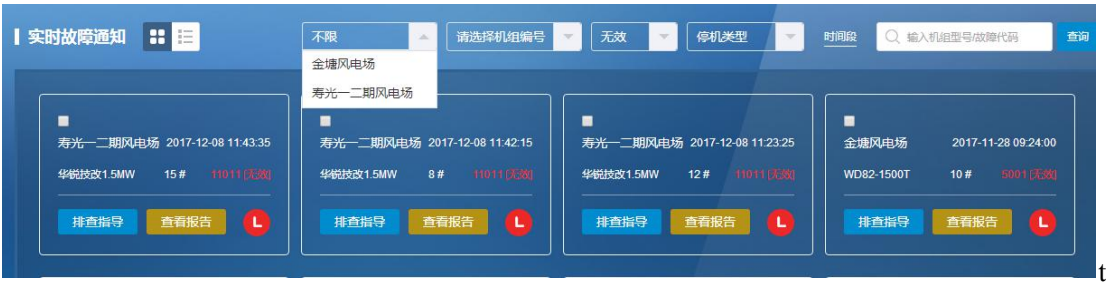 实时故障通知 不限 请选择机组编号 无效 停机类型 时间段 输入机组型号/故障代码 查询
金塘风电场
寿光一二期风电场
寿光一二期风电场 2017-12-08 11:43:35
华锐技改1.5MW 15 # 11011 [无效]
排查指导 查看报告 L
寿光一二期风电场 2017-12-08 11:42:15
华锐技改1.5MW 8 # 11011 [无效]
排查指导 查看报告 L
寿光一二期风电场 2017-12-08 11:23:25
华锐技改1.5MW 12 # 11011 [无效]
排查指导 查看报告 L
金塘风电场 2017-11-28 09:24:00
WD82-1500T 10 # 5001 [无效]
排查指导 查看报告 L
t